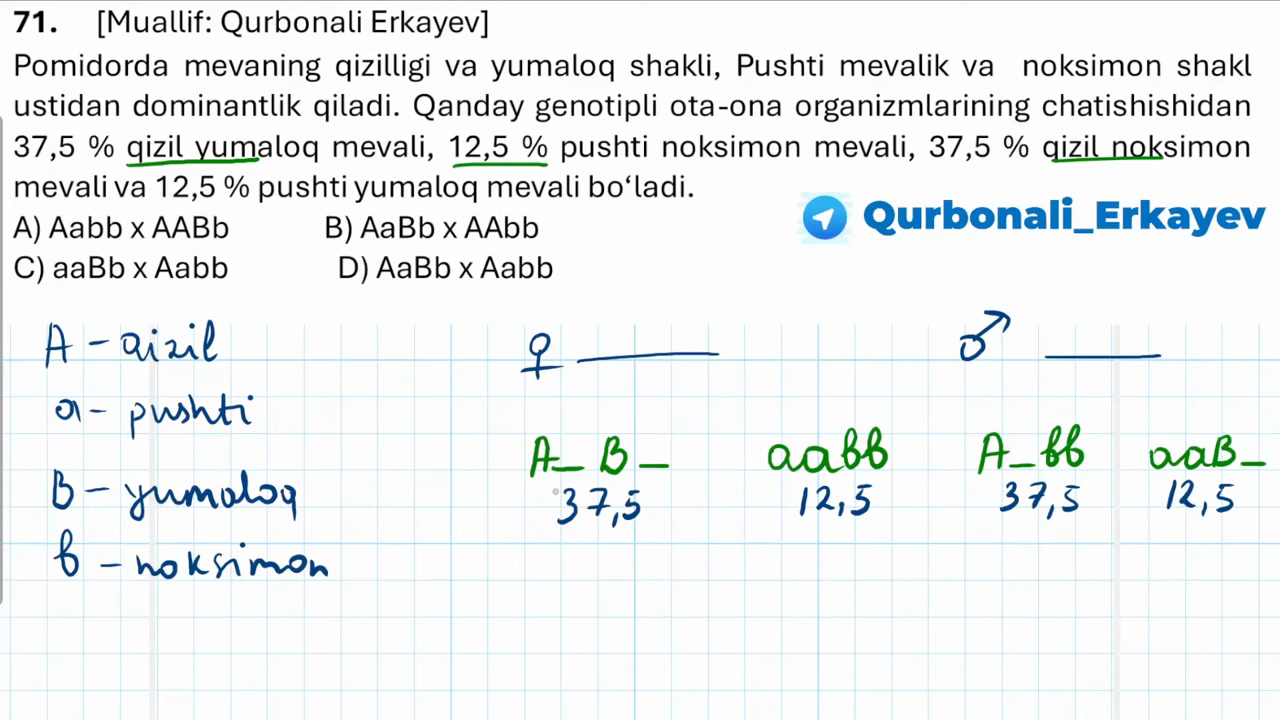 71. [Muallif: Qurbonali Erkayev]
Pomidorda mevaning qizilligi va yumaloq shakli, Pushti mevalik va noksimon shakl
ustidan dominantlik qiladi. Qanday genotipli ota-ona organizmlarining chatishishidan
37,5 % qizil yumaloq mevali, 12,5 % pushti noksimon mevali, 37,5 % qizil noksimon
mevali va 12,5 % pushti yumaloq mevali bo‘ladi.
A) Aabb x AABb B) AaBb x AAbb
C) aaBb x Aabb D) AaBb x Aabb
Qurbonali_Erkayev
A – qizil
a – pushti
B – yumaloq
b – noksimon
♀ ______ ♂ ______
A_B_ aabb A_bb aaB_
37,5 12,5 37,5 12,5